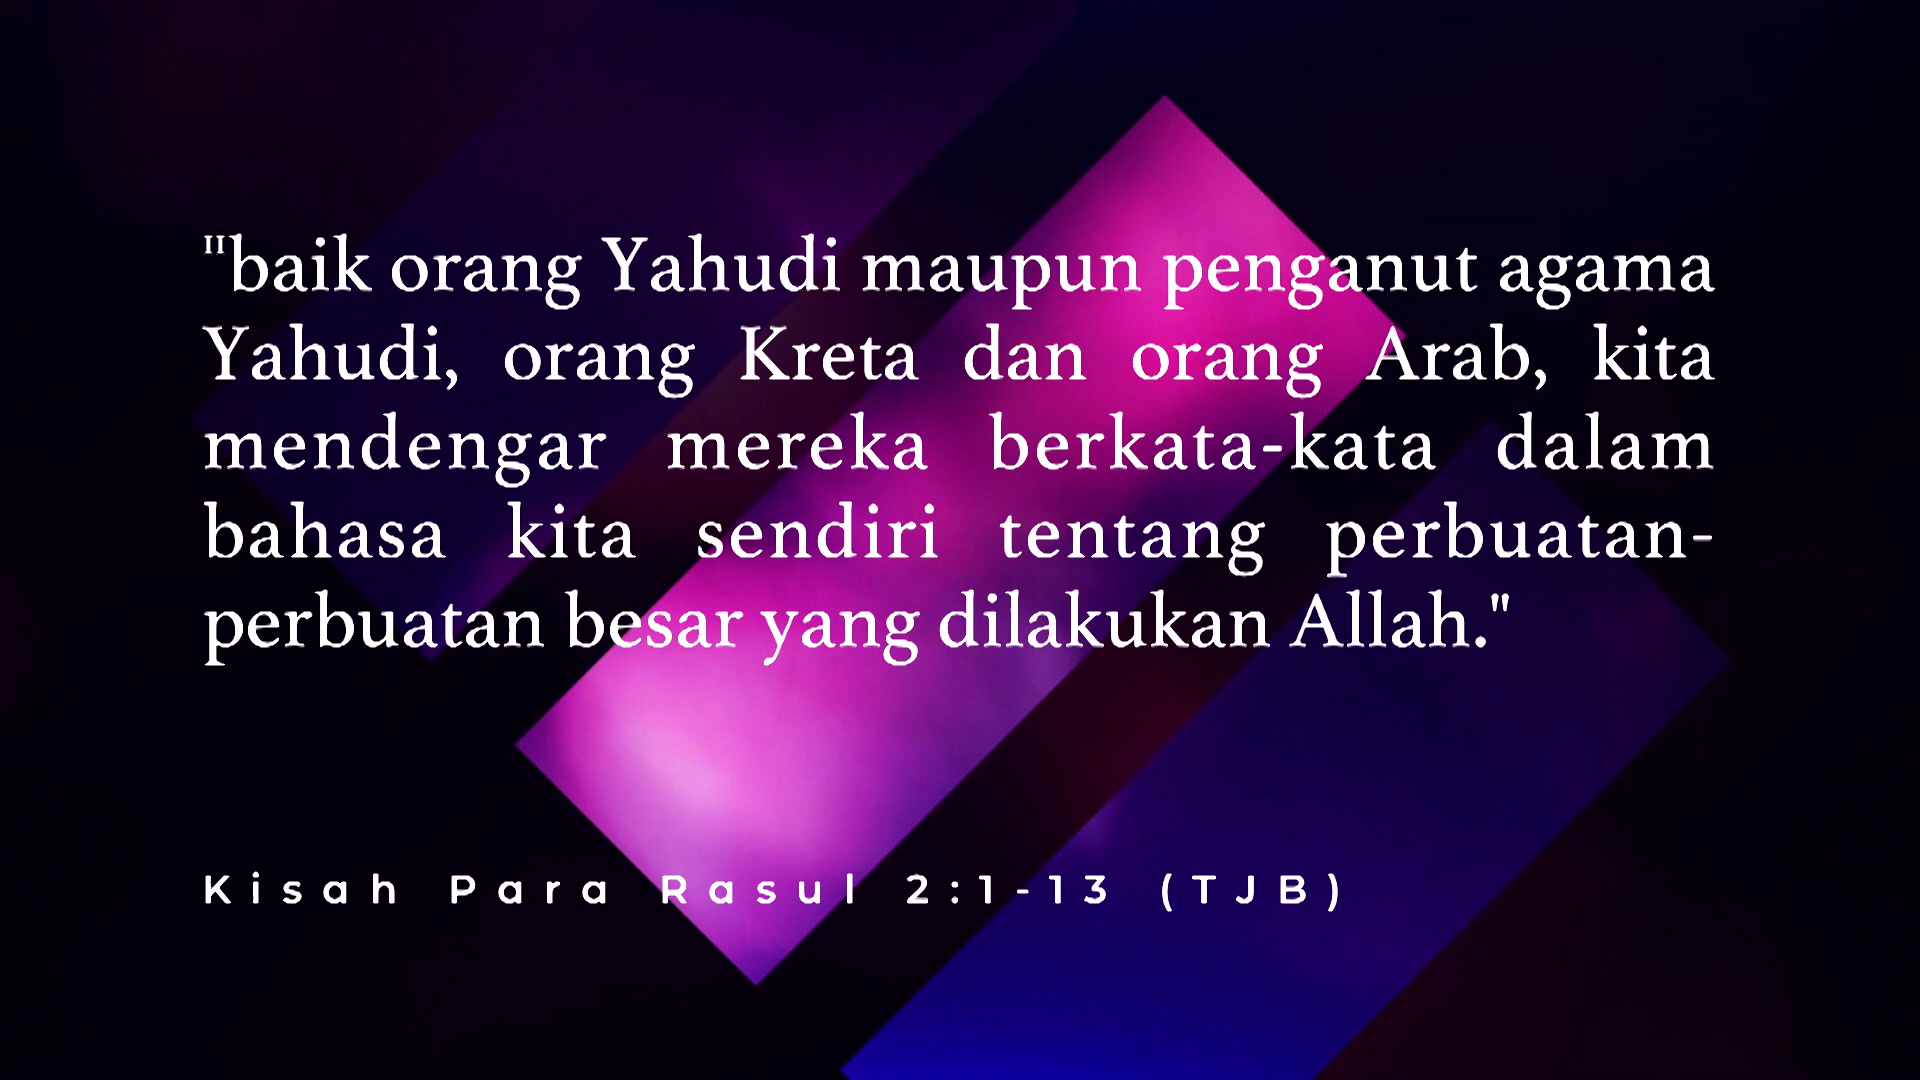 "baik orang Yahudi maupun penganut agama
Yahudi, orang Kreta dan orang Arab, kita
mendengar mereka berkata-kata dalam
bahasa kita sendiri tentang perbuatan-
perbuatan besar yang dilakukan Allah."
Kisah Para Rasul 2:1-13 (TJB)